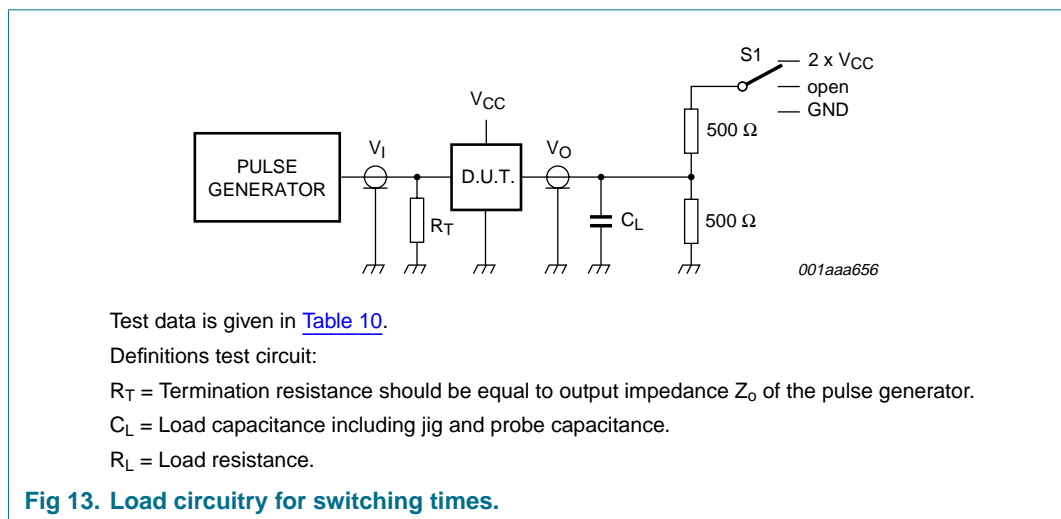 S1
2 x VCC
open
GND
VCC
500 Ω
VI
VO
PULSE
GENERATOR
D.U.T.
RT
CL
500 Ω
001aaa656
Test data is given in Table 10.
Definitions test circuit:
RT = Termination resistance should be equal to output impedance Zo of the pulse generator.
CL = Load capacitance including jig and probe capacitance.
RL = Load resistance.
Fig 13. Load circuitry for switching times.